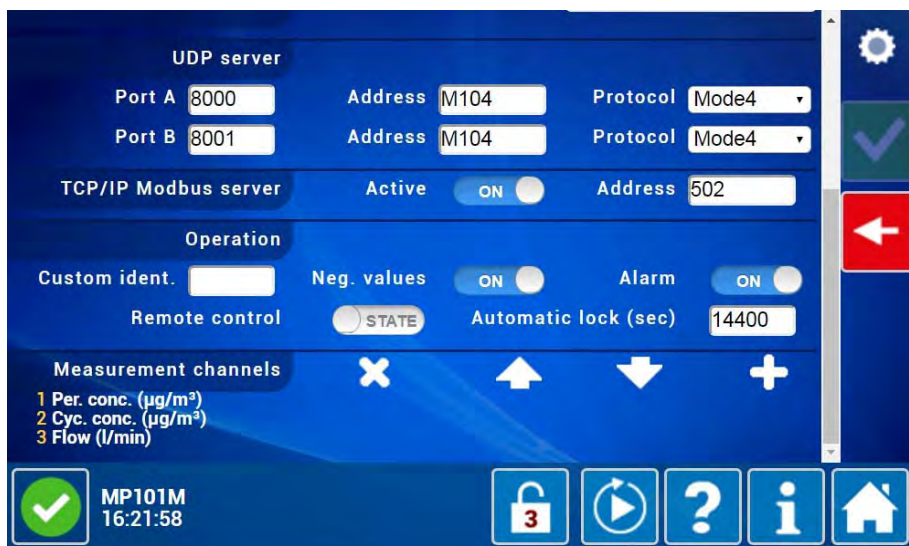 UDP server
Port A 8000 Address M104 Protocol Mode4
Port B 8001 Address M104 Protocol Mode4
TCP/IP Modbus server Active ON Address 502
Operation
Custom ident. Neg. values ON Alarm ON
Remote control STATE Automatic lock (sec) 14400
Measurement channels
1 Per. conc. (µg/m³)
2 Cyc. conc. (µg/m³)
3 Flow (l/min)
MP101M
16:21:58
3
? i